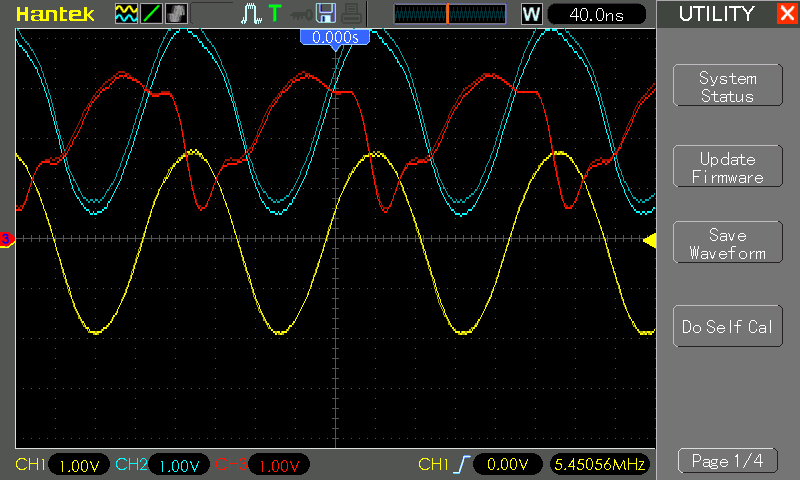 Hantek
T
W
40.0ns
UTILITY
X
0.000s
System
Status
Update
Firmware
Save
Waveform
3
Do Self Cal
CH1 1.00V CH2 1.00V CH3 1.00V CH1 0.00V 5.45056MHz
Page 1/4